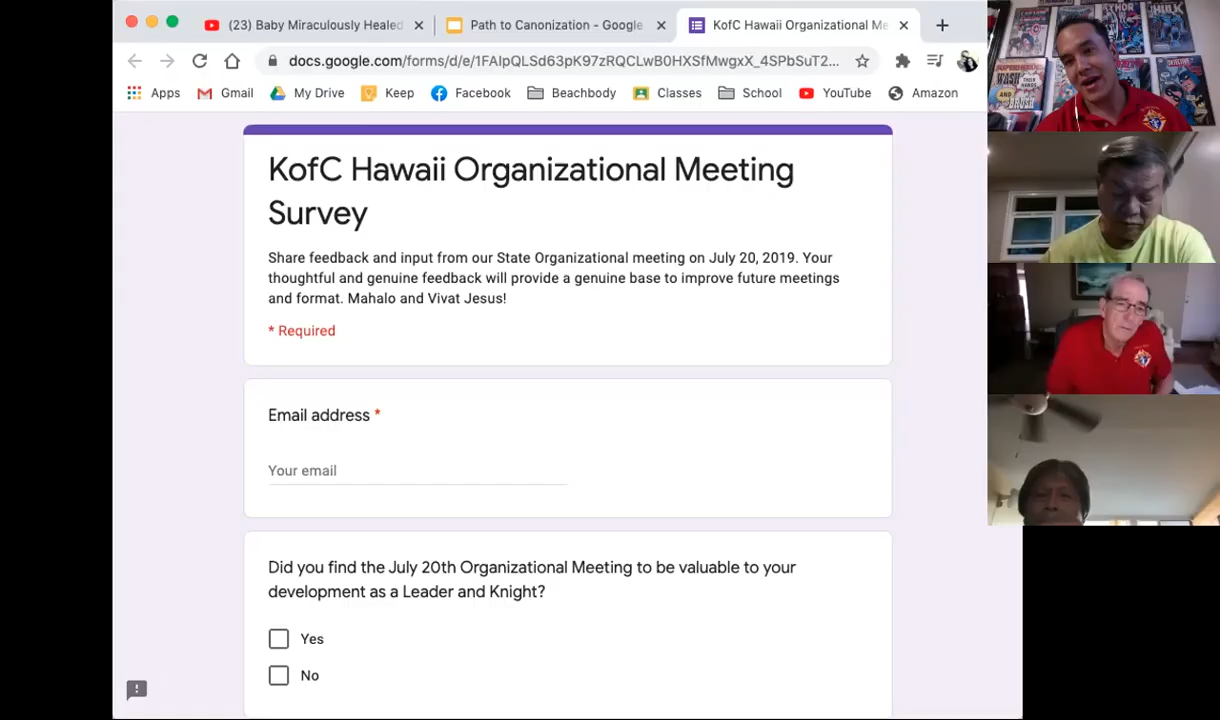 (23) Baby Miraculously Healed
Path to Canonization - Google
KofC Hawaii Organizational Me
docs.google.com/forms/d/e/1FAIpQLSd63pK97zRQCLwB0HXSfMwgxX_4SPbSuT2...
Apps
Gmail
My Drive
Keep
Facebook
Beachbody
Classes
School
YouTube
Amazon
KofC Hawaii Organizational Meeting
Survey
Share feedback and input from our State Organizational meeting on July 20, 2019. Your
thoughtful and genuine feedback will provide a genuine base to improve future meetings
and format. Mahalo and Vivat Jesus!
* Required
Email address *
Your email
Did you find the July 20th Organizational Meeting to be valuable to your
development as a Leader and Knight?
Yes
No
THOR
HULK
WASH
AND